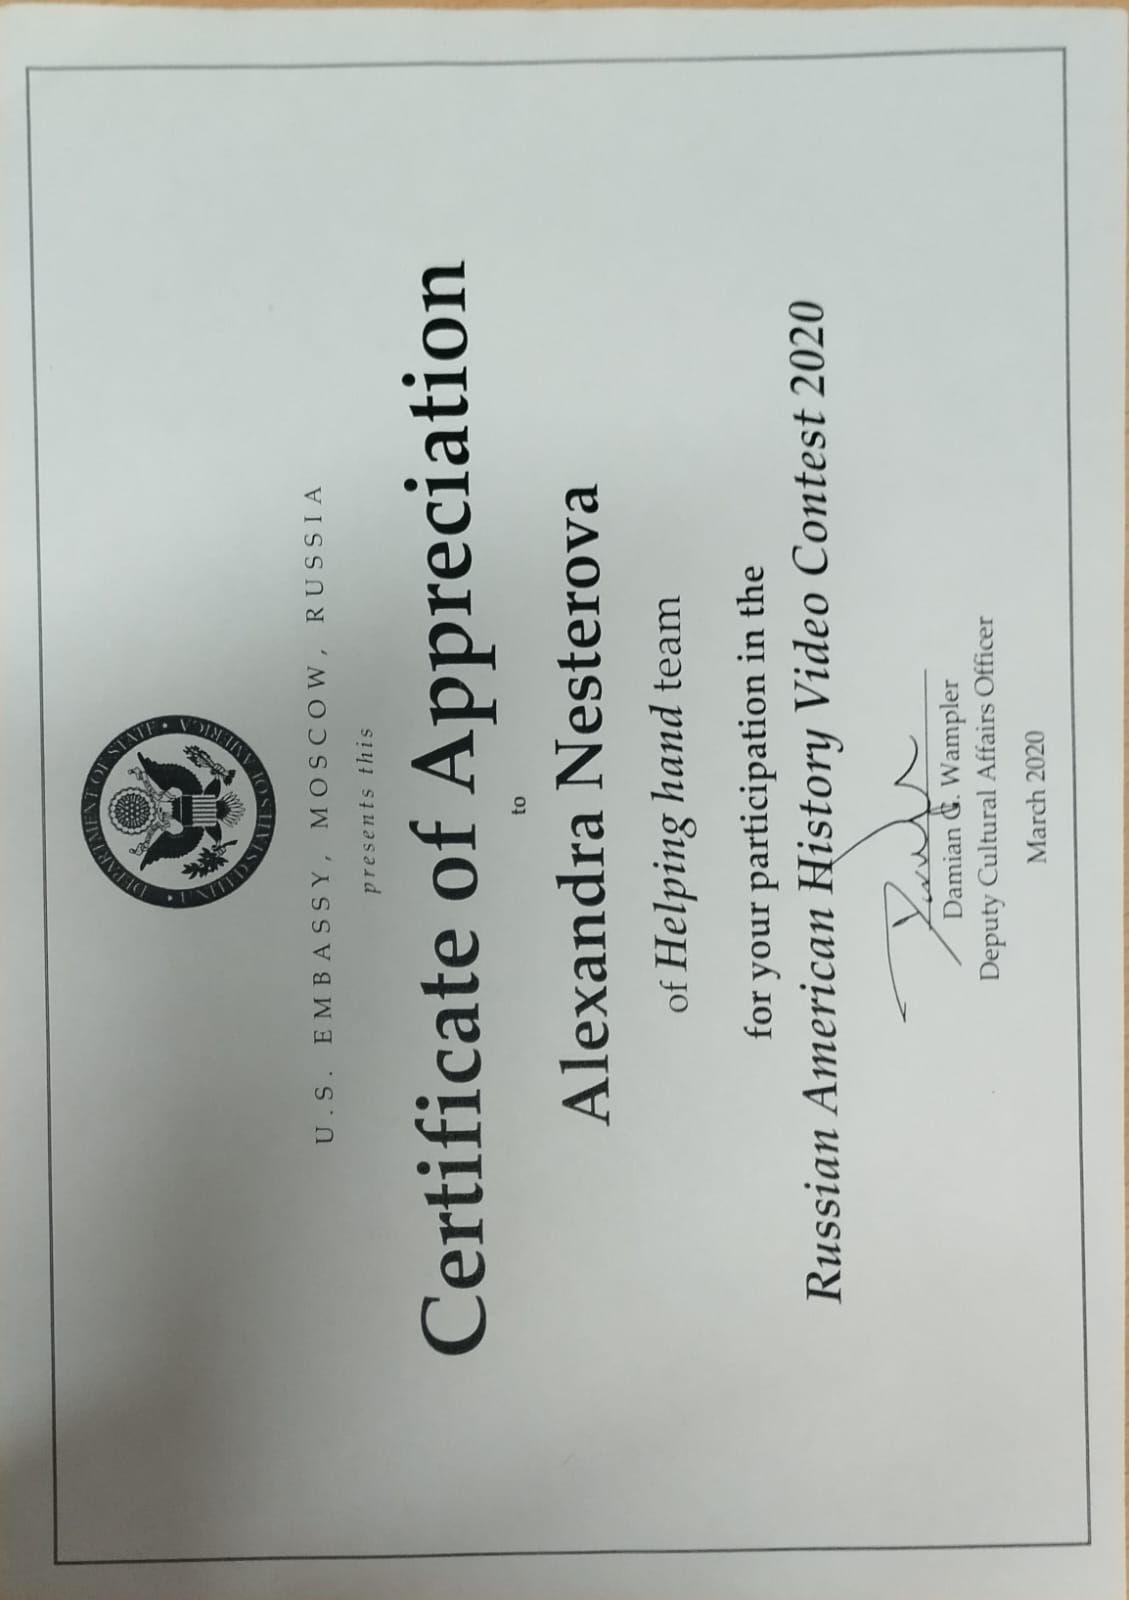 DEPARTMENT OF STATE
UNITED STATES OF AMERICA
U.S. EMBASSY, MOSCOW, RUSSIA
presents this
Certificate of Appreciation
to
Alexandra Nesterova
of Helping hand team
for your participation in the
Russian American History Video Contest 2020
Damian G. Wampler
Deputy Cultural Affairs Officer
March 2020